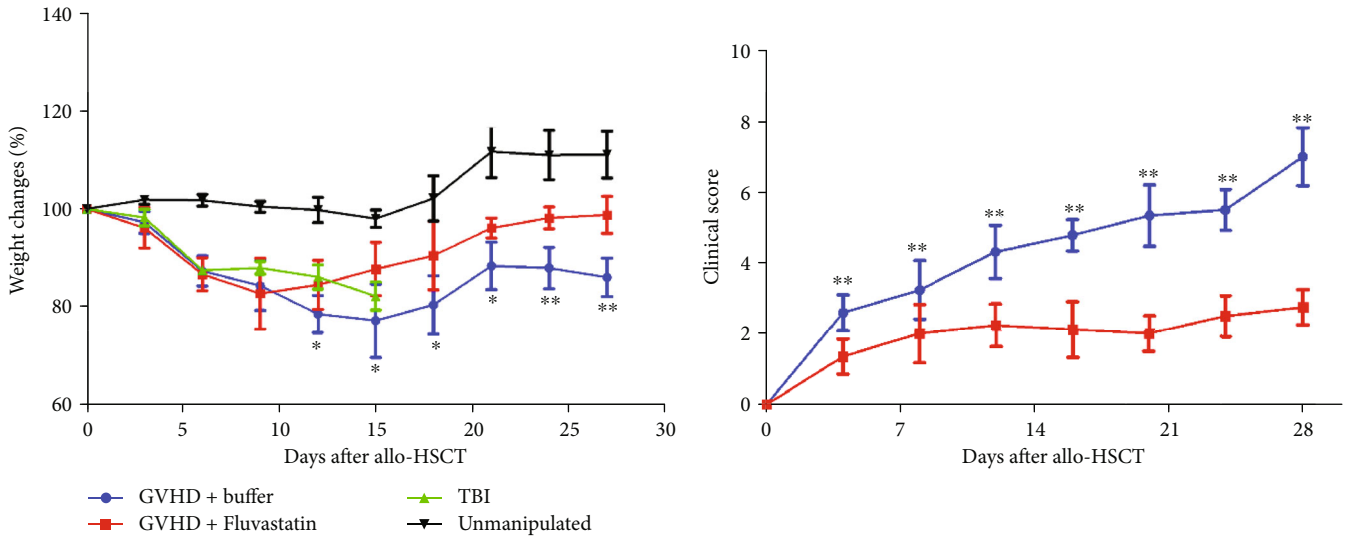 140
120
100
80
60
Weight changes (%)
0 5 10 15 20 25 30
Days after allo-HSCT
* * * * ** **
GVHD + buffer
GVHD + Fluvastatin
TBI
Unmanipulated
10
8
6
4
2
0
Clinical score
** ** ** ** ** ** **
0 7 14 21 28
Days after allo-HSCT